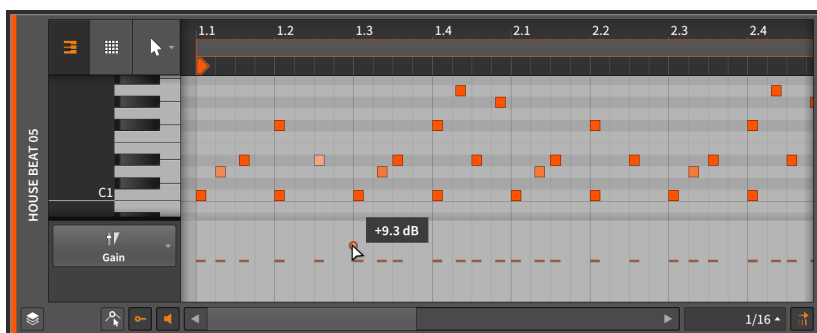 1.1 1.2 1.3 1.4 2.1 2.2 2.3 2.4
HOUSE BEAT 05
C1
+9.3 dB
Gain
1/16